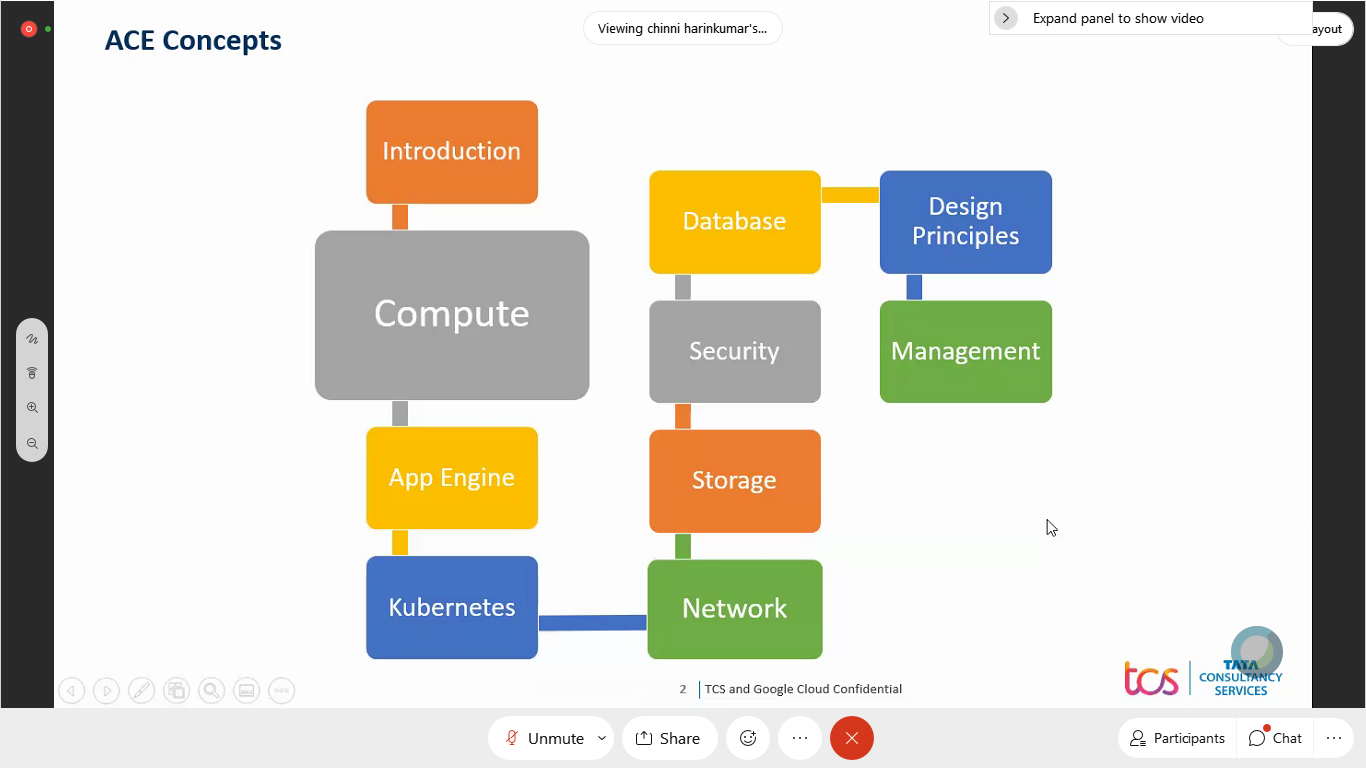 ACE Concepts
Viewing chinni harinkumar's...
Expand panel to show video
ayout
Introduction
Compute
App Engine
Kubernetes
Database
Security
Storage
Network
Design
Principles
Management
2
TCS and Google Cloud Confidential
tcs
TATA
CONSULTANCY
SERVICES
Unmute
Share
Participants
Chat